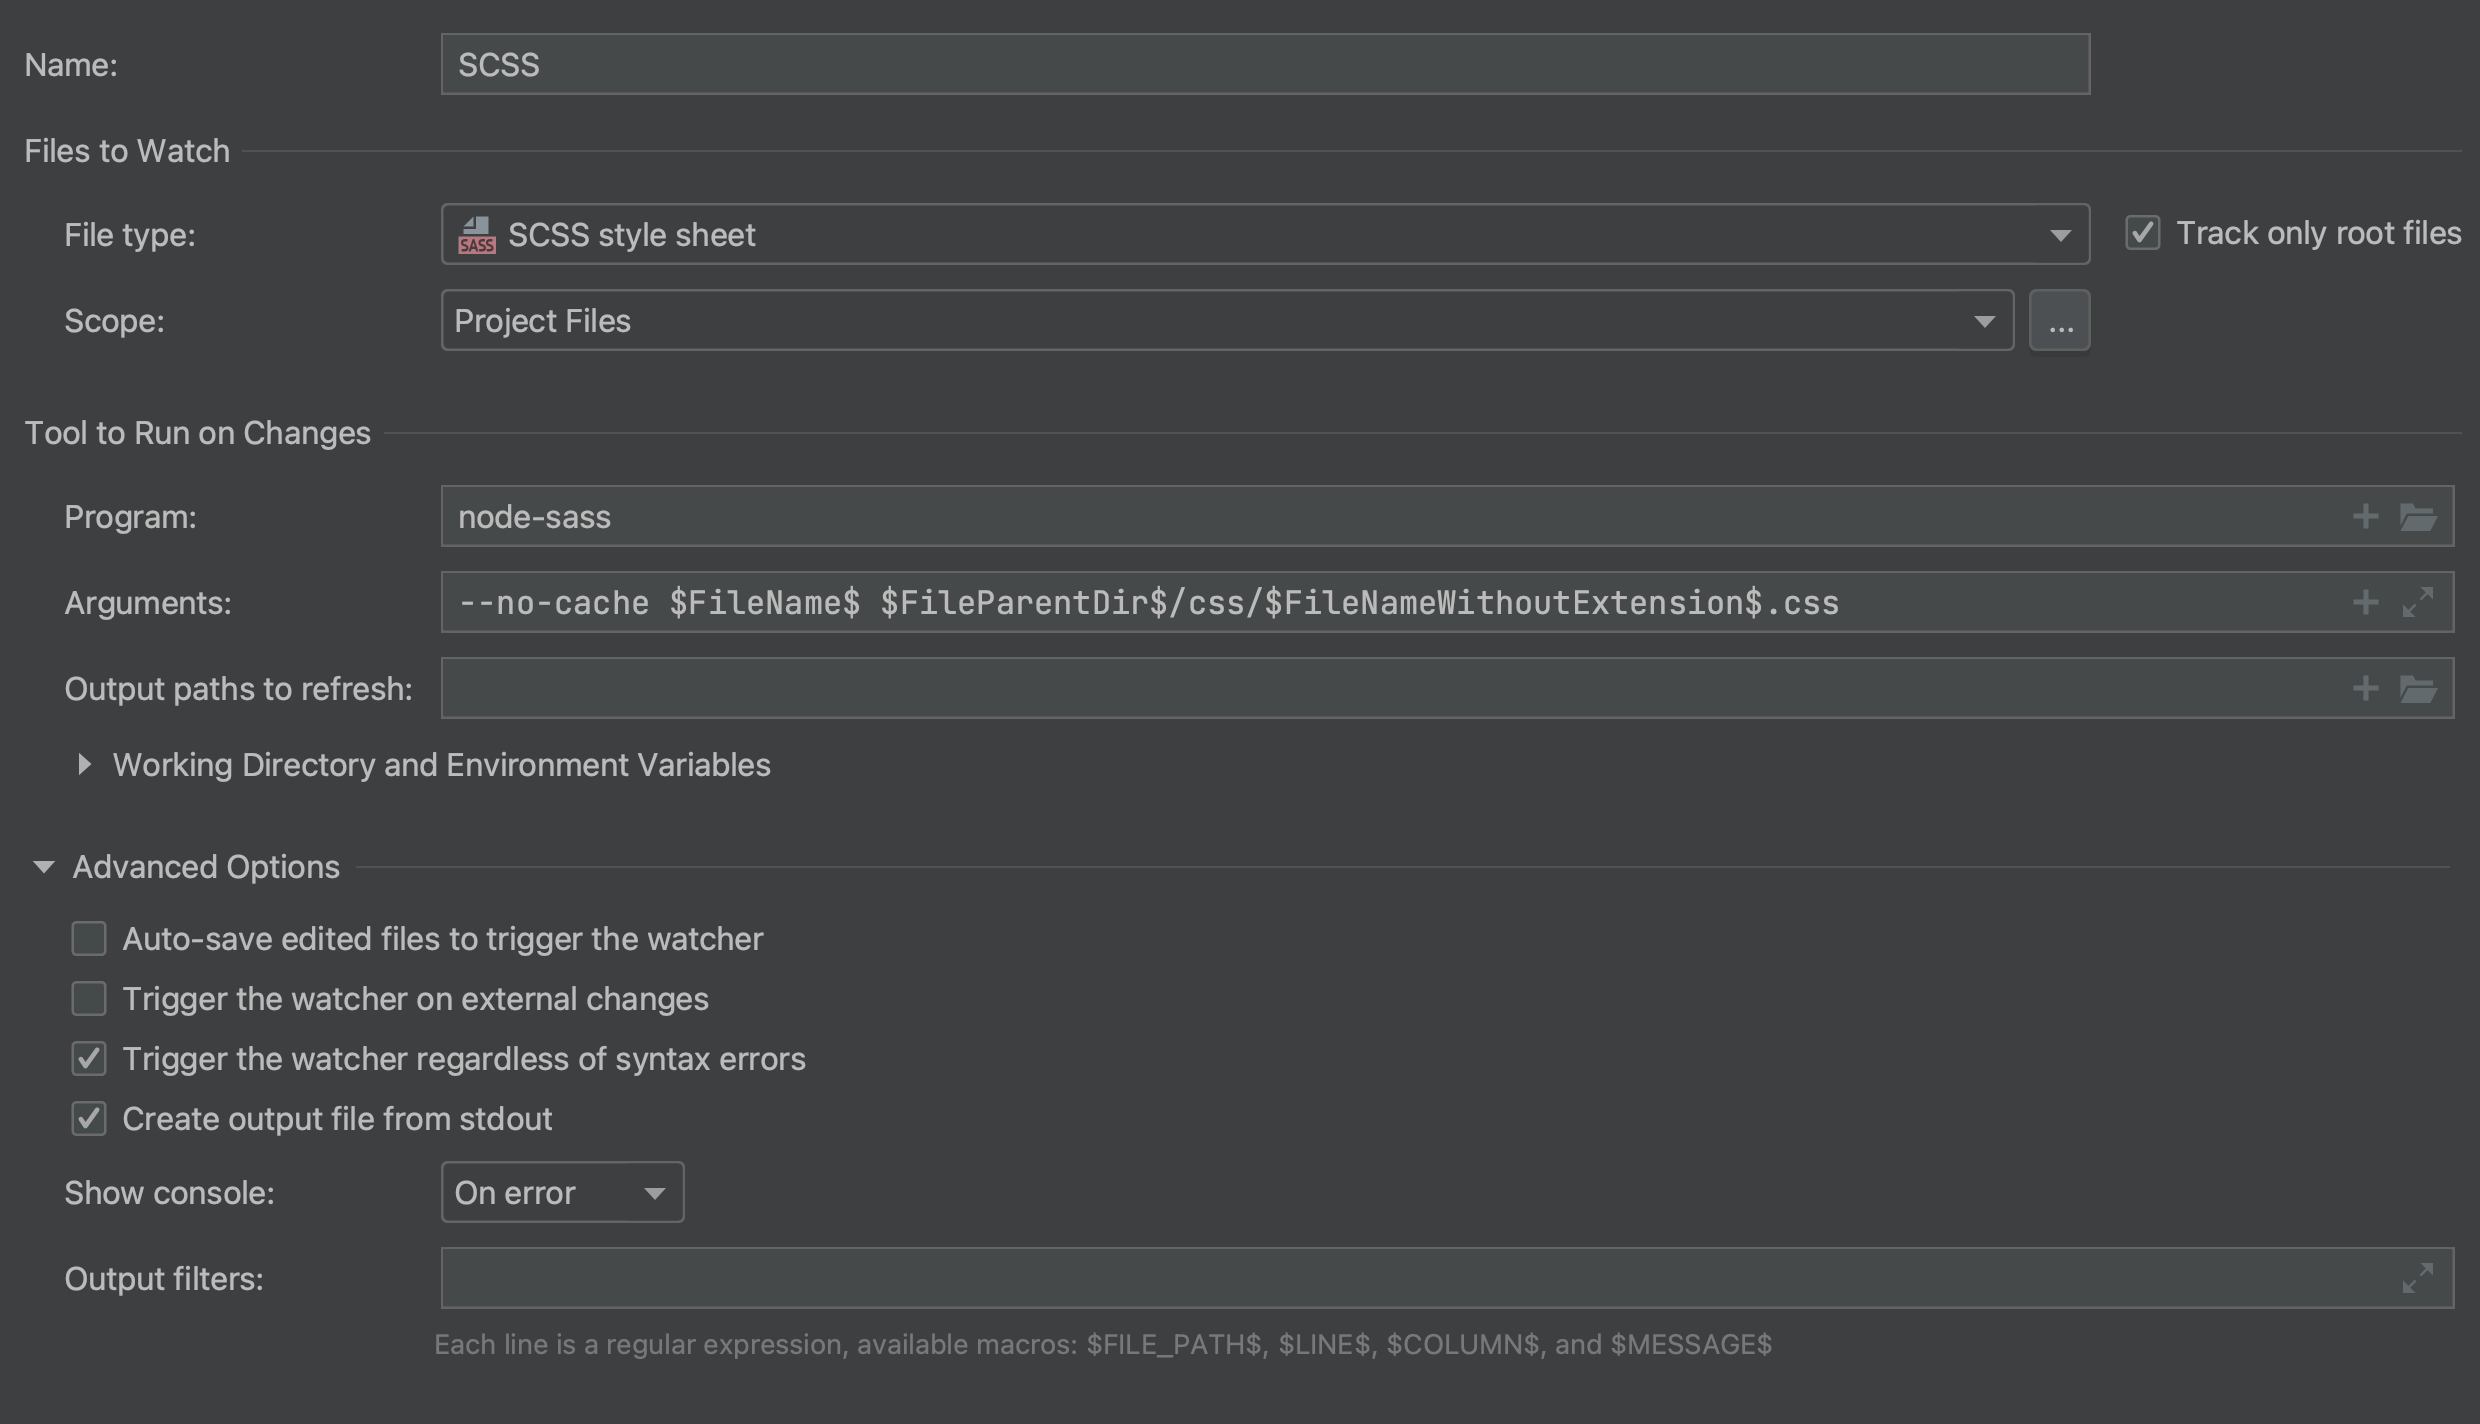 Name: SCSS
Files to Watch
File type: SASS SCSS style sheet Track only root files
Scope: Project Files ...
Tool to Run on Changes
Program: node-sass
Arguments: --no-cache $FileName$ $FileParentDir$/css/$FileNameWithoutExtension$.css
Output paths to refresh:
Working Directory and Environment Variables
Advanced Options
Auto-save edited files to trigger the watcher
Trigger the watcher on external changes
Trigger the watcher regardless of syntax errors
Create output file from stdout
Show console: On error
Output filters:
Each line is a regular expression, available macros: $FILE_PATH$, $LINE$, $COLUMN$, and $MESSAGE$